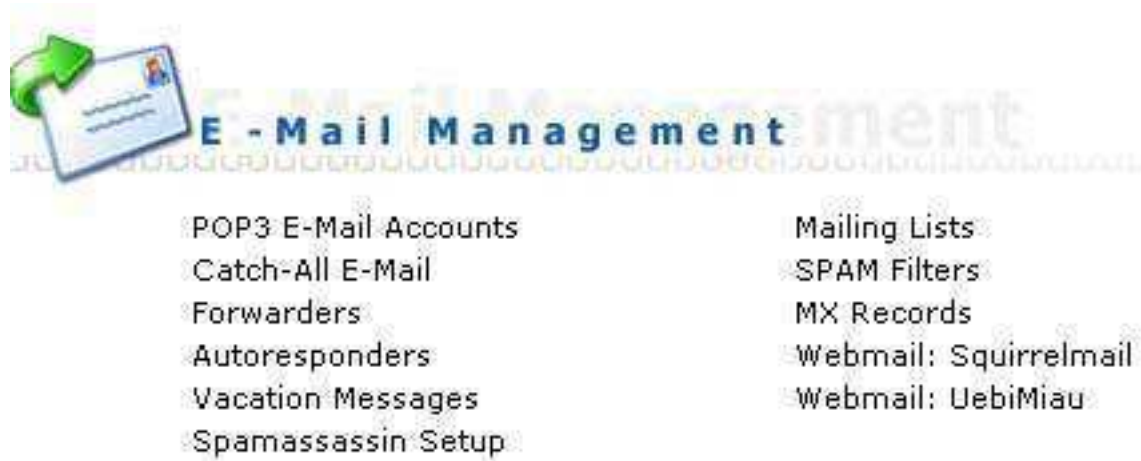 E-Mail Management
POP3 E-Mail Accounts
Catch-All E-Mail
Forwarders
Autoresponders
Vacation Messages
Spamassassin Setup
Mailing Lists
SPAM Filters
MX Records
Webmail: Squirrelmail
Webmail: UebiMiau